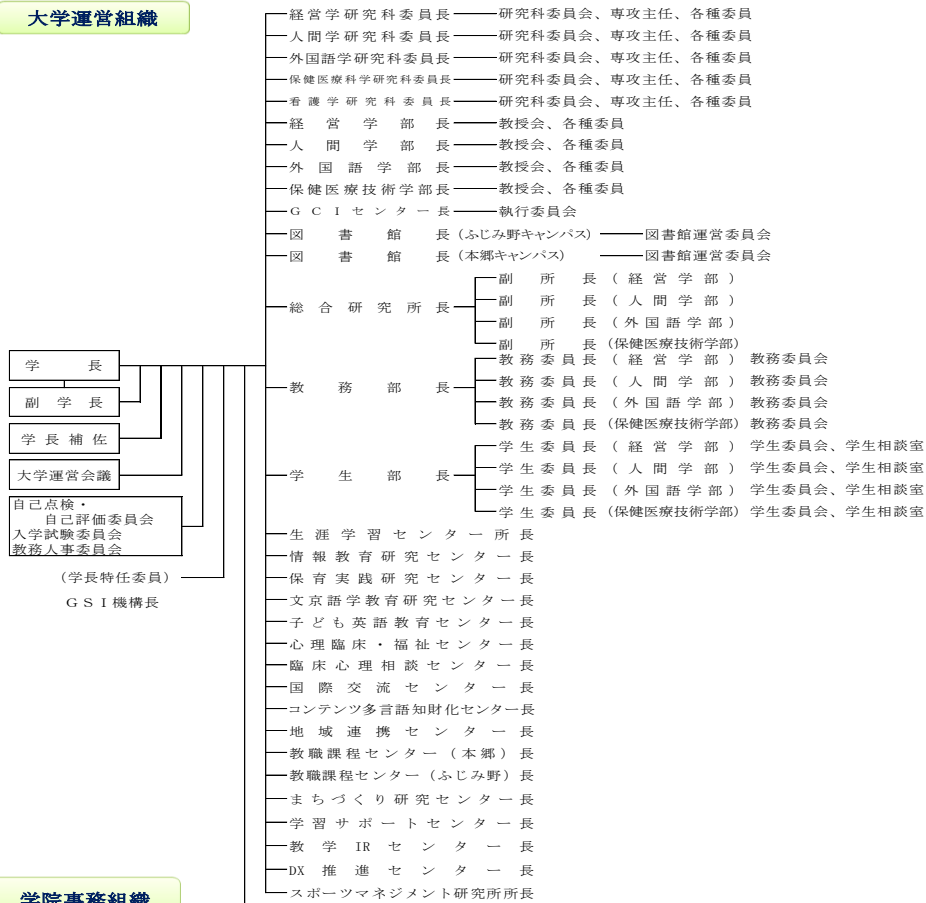 大学運営組織
経営学研究科委員長 研究科委員会、専攻主任、各種委員
人間学研究科委員長 研究科委員会、専攻主任、各種委員
外国語学研究科委員長 研究科委員会、専攻主任、各種委員
保健医療科学研究科委員長 研究科委員会、専攻主任、各種委員
看護学研究科委員長 研究科委員会、専攻主任、各種委員
経営学部長 教授会、各種委員
人間学部長 教授会、各種委員
外国語学部長 教授会、各種委員
保健医療技術学部長 教授会、各種委員
GCIセンター長 執行委員会
図書館長(ふじみ野キャンパス) 図書館運営委員会
図書館長(本郷キャンパス) 図書館運営委員会
総合研究所長
副所長(経営学部)
副所長(人間学部)
副所長(外国語学部)
副所長(保健医療技術学部)
教務部長
教務委員長(経営学部)教務委員会
教務委員長(人間学部)教務委員会
教務委員長(外国語学部)教務委員会
教務委員長(保健医療技術学部)教務委員会
学生部長
学生委員長(経営学部)学生委員会、学生相談室
学生委員長(人間学部)学生委員会、学生相談室
学生委員長(外国語学部)学生委員会、学生相談室
学生委員長(保健医療技術学部)学生委員会、学生相談室
学長
副学長
学長補佐
大学運営会議
自己点検・
自己評価委員会
入学試験委員会
教務人事委員会
(学長特任委員)
GSI機構長
生涯学習センター所長
情報教育研究センター長
保育実践研究センター長
文京語学教育研究センター長
子ども英語教育センター長
心理臨床・福祉センター長
臨床心理相談センター長
国際交流センター長
コンテンツ多言語知財化センター長
地域連携センター長
教職課程センター(本郷)長
教職課程センター(ふじみ野)長
まちづくり研究センター長
学習サポートセンター長
教学IRセンター長
DX推進センター長
スポーツマネジメント研究所所長
学院事務組織